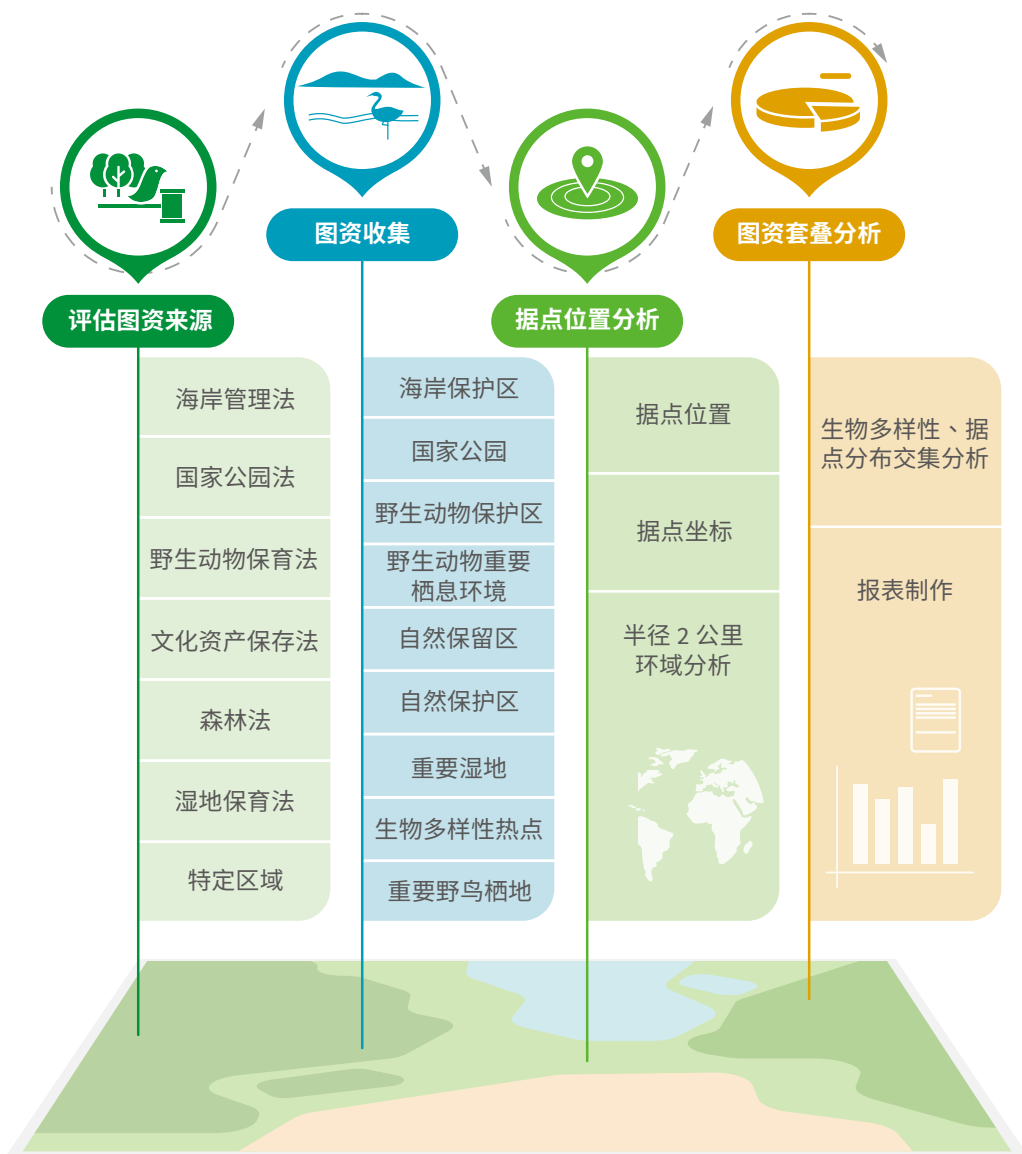 评估图资来源
海岸管理法
国家公园法
野生动物保育法
文化资产保存法
森林法
湿地保育法
特定区域
图资收集
海岸保护区
国家公园
野生动物保护区
野生动物重要
栖息环境
自然保留区
自然保护区
重要湿地
生物多样性热点
重要野鸟栖地
据点位置分析
据点位置
据点坐标
半径 2 公里
环域分析
图资套叠分析
生物多样性、据
点分布交集分析
报表制作